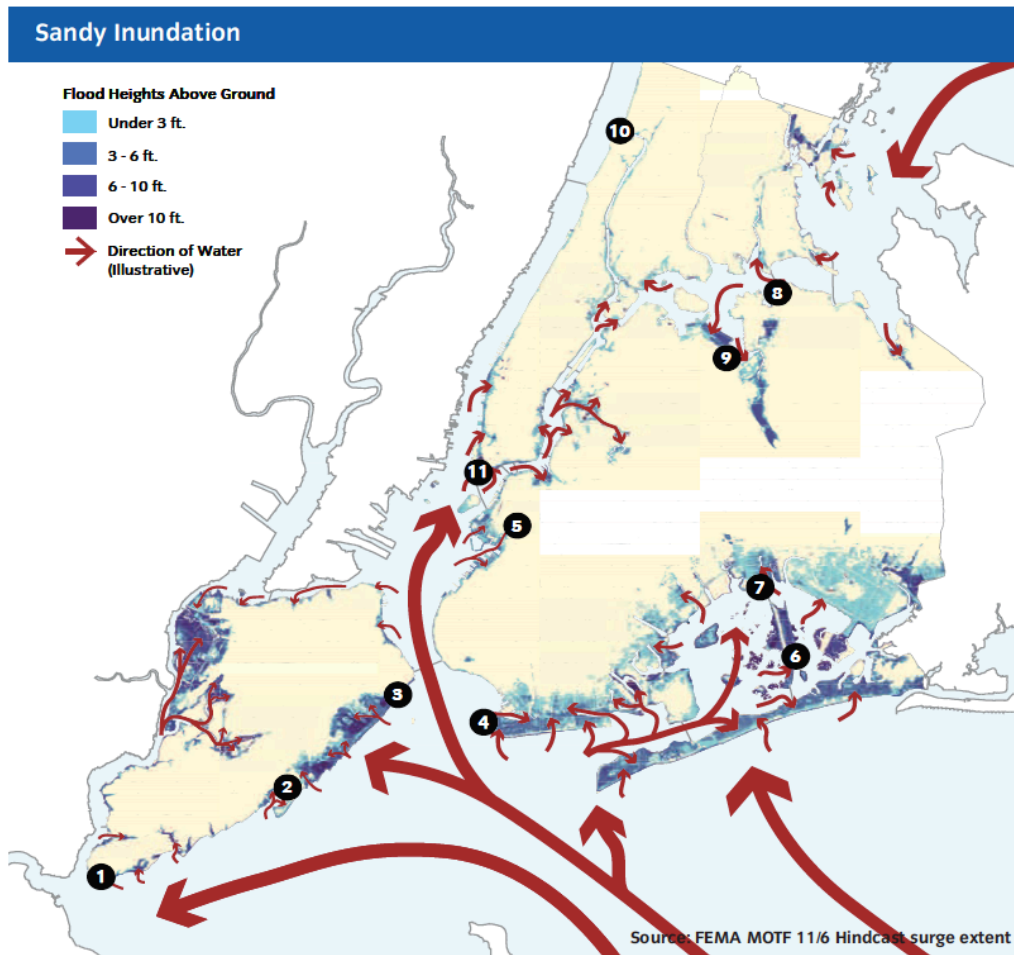 Sandy Inundation
Flood Heights Above Ground
Under 3 ft.
3 - 6 ft.
6 - 10 ft.
Over 10 ft.
Direction of Water
(Illustrative)
10
8
9
11
5
7
6
3
4
2
1
Source: FEMA MOTF 11/6 Hindcast surge extent